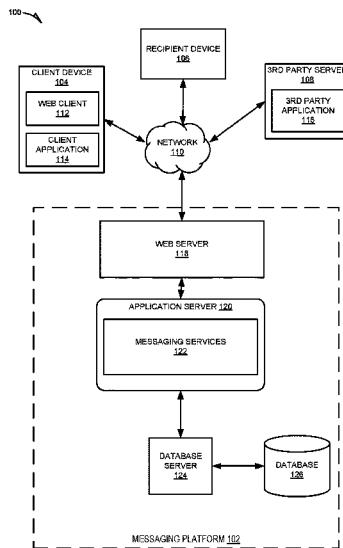 100
CLIENT DEVICE
104
WEB CLIENT
112
CLIENT APPLICATION
114
RECIPIENT DEVICE
106
3RD PARTY SERVER
108
3RD PARTY APPLICATION
116
NETWORK
110
WEB SERVER
118
APPLICATION SERVER 120
MESSAGING SERVICES
122
DATABASE SERVER
124
DATABASE
126
MESSAGING PLATFORM 102